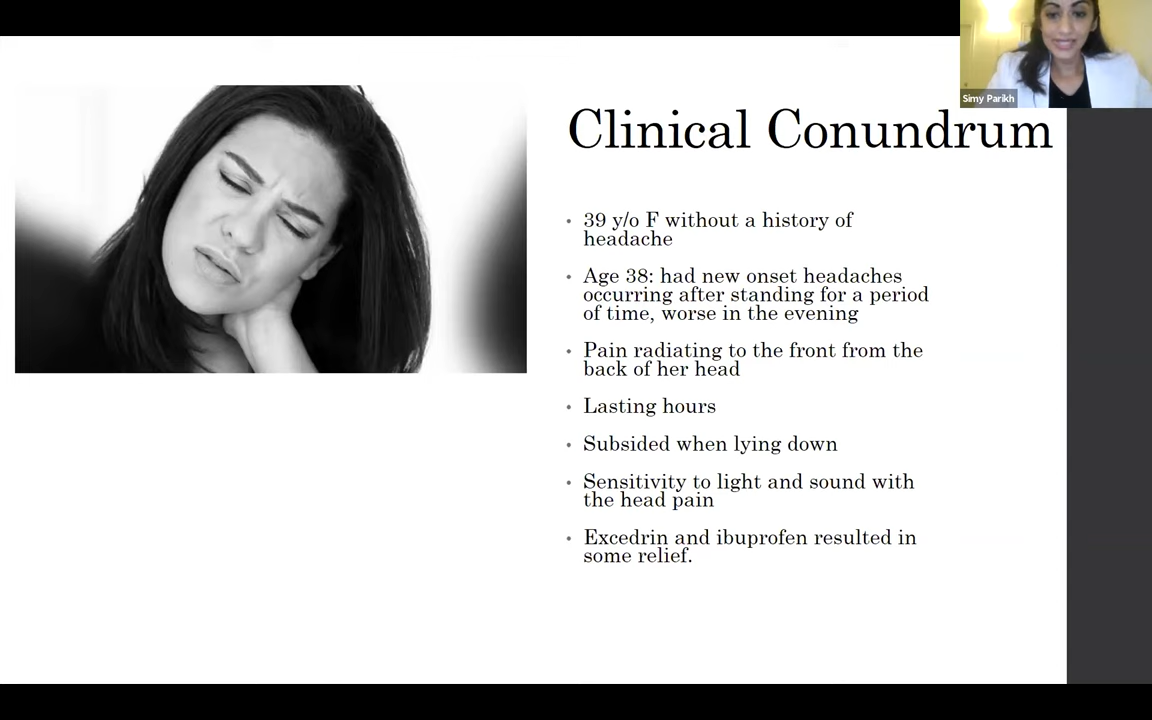 Simy Parikh
Clinical Conundrum
• 39 y/o F without a history of
headache
• Age 38: had new onset headaches
occurring after standing for a period
of time, worse in the evening
• Pain radiating to the front from the
back of her head
• Lasting hours
• Subsided when lying down
• Sensitivity to light and sound with
the head pain
• Excedrin and ibuprofen resulted in
some relief.